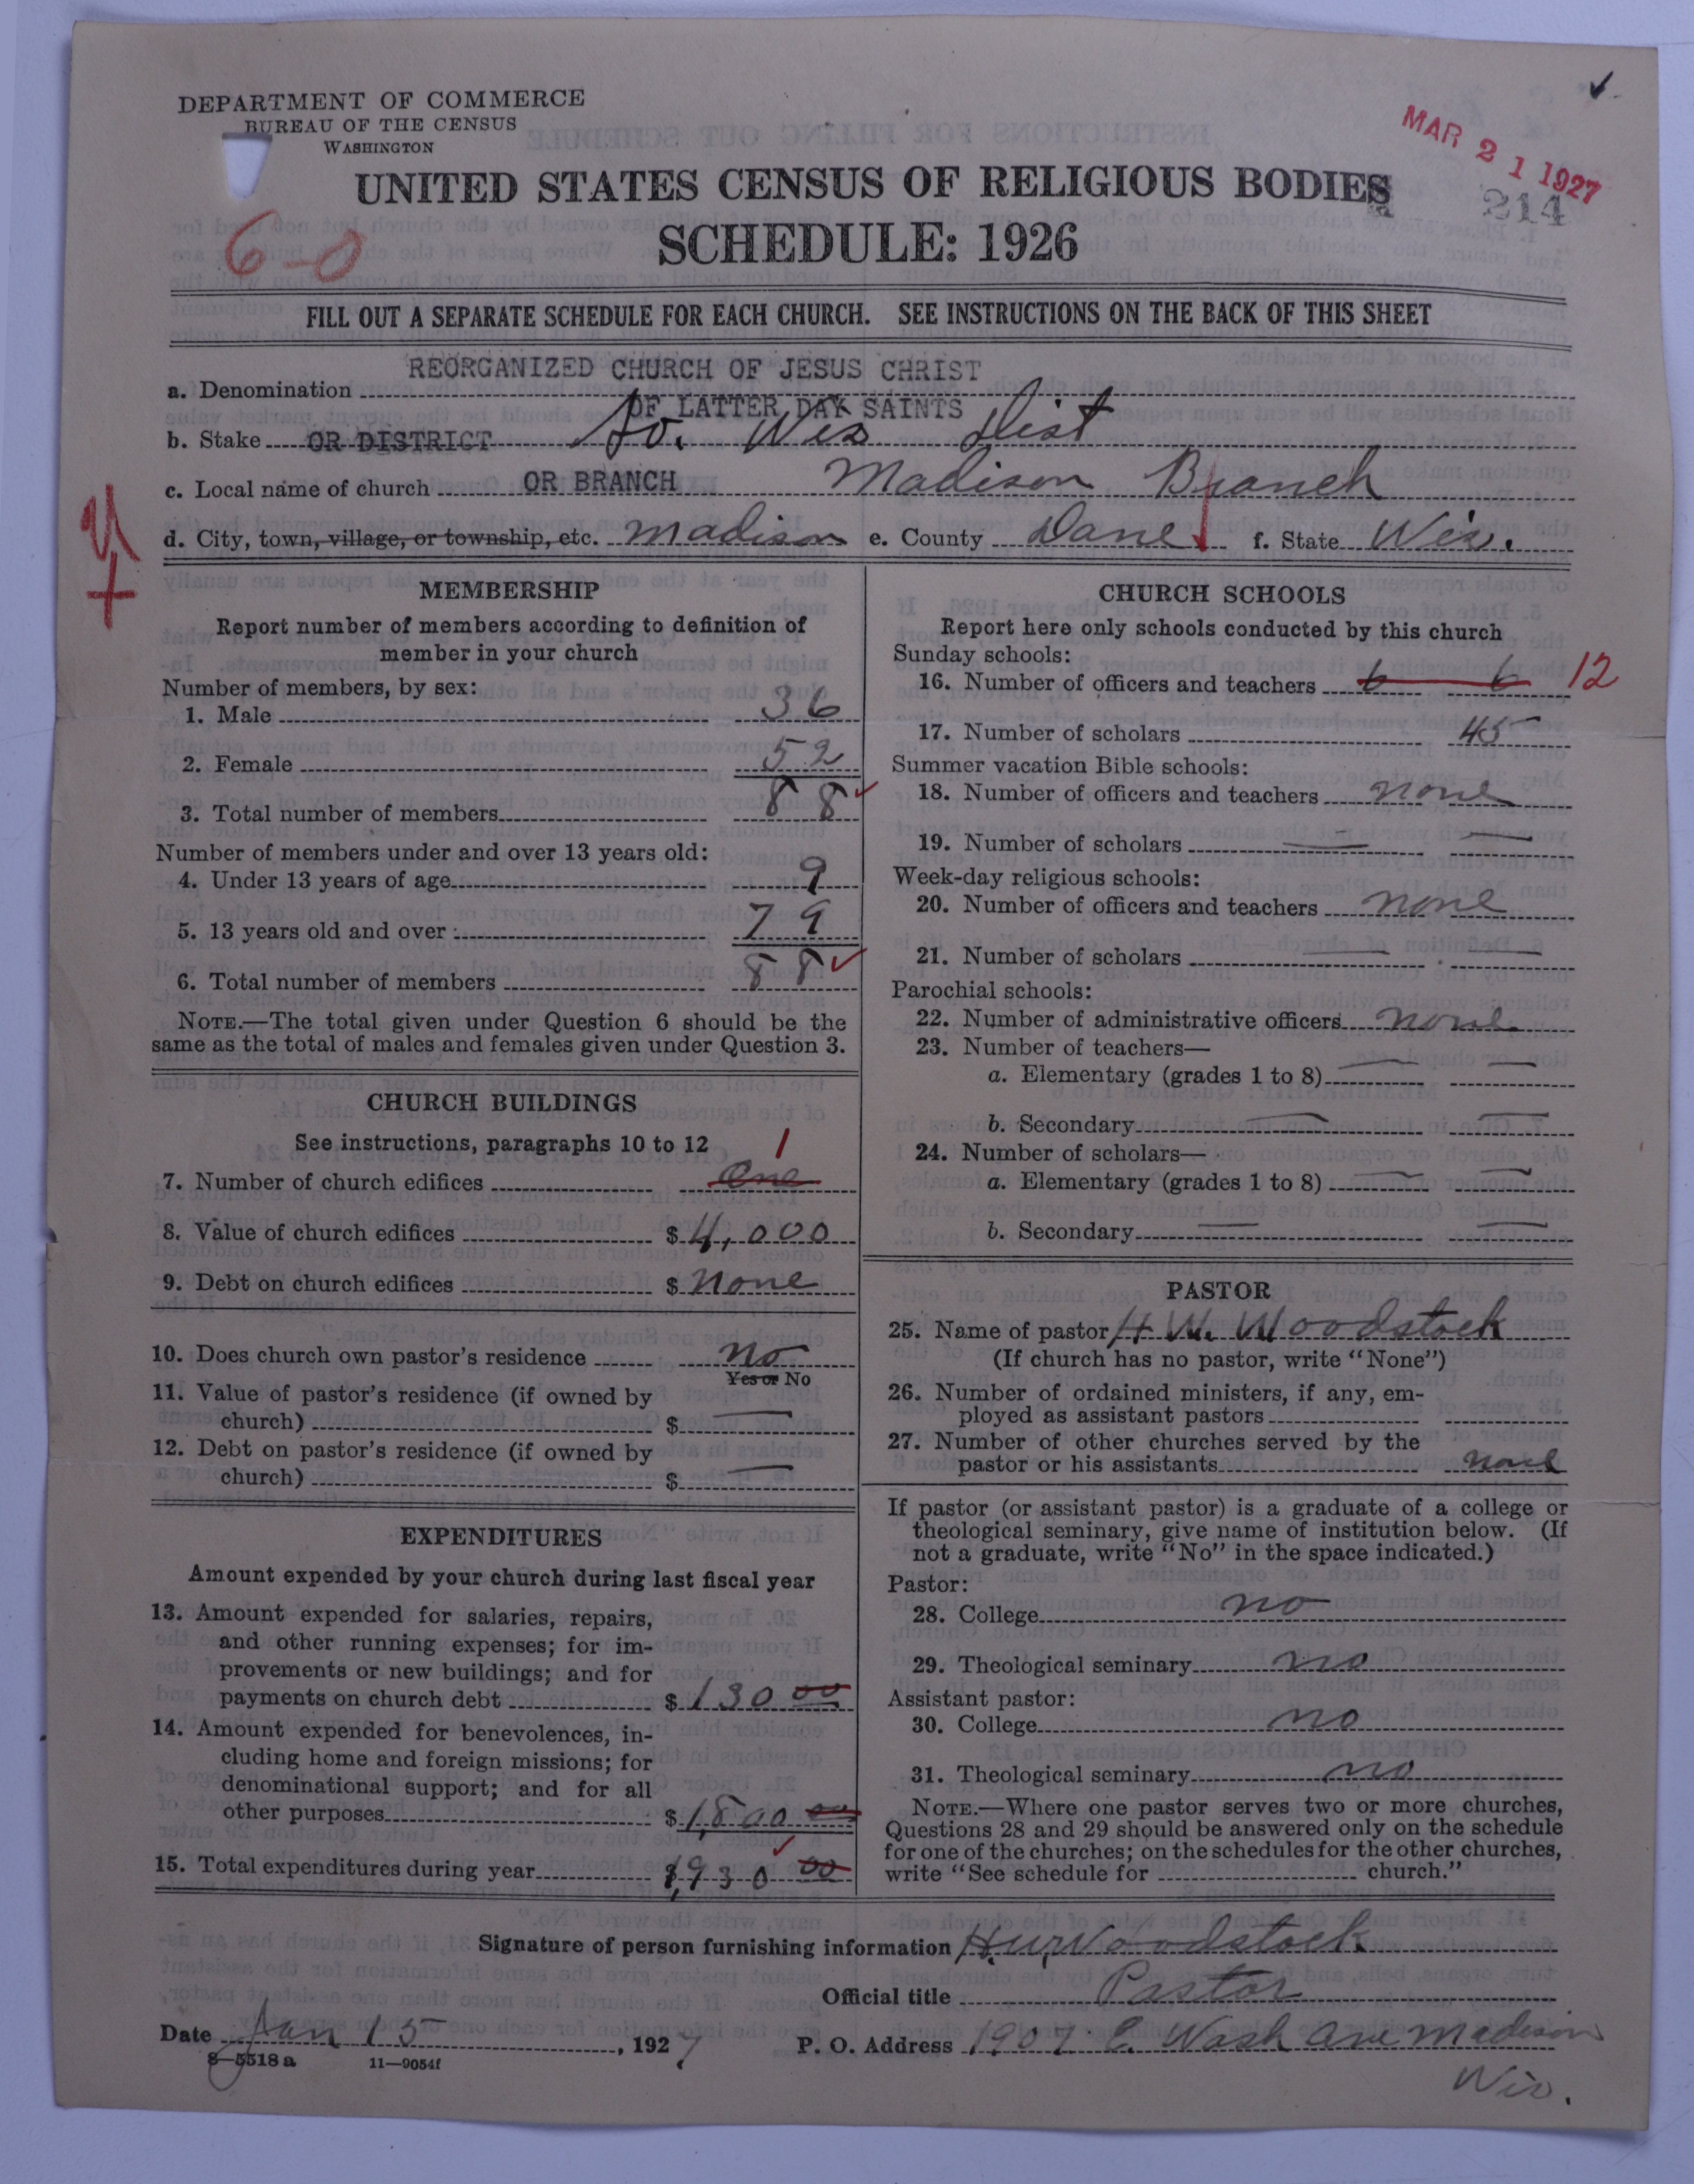 DEPARTMENT OF COMMERCE
BUREAU OF THE CENSUS
WASHINGTON
MAR 21 1927
214
UNITED STATES CENSUS OF RELIGIOUS BODIES
SCHEDULE: 1926
6-0
FILL OUT A SEPARATE SCHEDULE FOR EACH CHURCH. SEE INSTRUCTIONS ON THE BACK OF THIS SHEET
REORGANIZED CHURCH OF JESUS CHRIST
a. Denomination
OF LATTER DAY SAINTS
b. Stake OR DISTRICT So. Wis Dist
c. Local name of church OR BRANCH Madison Branch
d. City, town, village, or township, etc. Madison e. County Dane f. State Wis.
MEMBERSHIP
Report number of members according to definition of
member in your church
Number of members, by sex:
1. Male 36
2. Female 52
3. Total number of members 88
Number of members under and over 13 years old:
4. Under 13 years of age 9
5. 13 years old and over 79
6. Total number of members 88
NOTE.—The total given under Question 6 should be the
same as the total of males and females given under Question 3.
CHURCH BUILDINGS
See instructions, paragraphs 10 to 12
1
7. Number of church edifices One
8. Value of church edifices $ 4,000
9. Debt on church edifices $ None
10. Does church own pastor's residence No
Yes or No
11. Value of pastor's residence (if owned by
church) $ —
12. Debt on pastor's residence (if owned by
church) $ —
EXPENDITURES
Amount expended by your church during last fiscal year
13. Amount expended for salaries, repairs,
and other running expenses; for im-
provements or new buildings; and for
payments on church debt $ 130 00
14. Amount expended for benevolences, in-
cluding home and foreign missions; for
denominational support; and for all
other purposes $ 1,800 00
15. Total expenditures during year $ 1,930 00
CHURCH SCHOOLS
Report here only schools conducted by this church
Sunday schools:
16. Number of officers and teachers 6 6 12
17. Number of scholars 45
Summer vacation Bible schools:
18. Number of officers and teachers none
19. Number of scholars — —
Week-day religious schools:
20. Number of officers and teachers none
21. Number of scholars — —
Parochial schools:
22. Number of administrative officers none
23. Number of teachers—
a. Elementary (grades 1 to 8) — —
b. Secondary — —
24. Number of scholars—
a. Elementary (grades 1 to 8) — —
b. Secondary — —
PASTOR
25. Name of pastor H. W. Woodstock
(If church has no pastor, write "None")
26. Number of ordained ministers, if any, em-
ployed as assistant pastors
27. Number of other churches served by the
pastor or his assistants none
If pastor (or assistant pastor) is a graduate of a college or
theological seminary, give name of institution below. (If
not a graduate, write "No" in the space indicated.)
Pastor:
28. College no
29. Theological seminary no
Assistant pastor:
30. College no
31. Theological seminary no
NOTE.—Where one pastor serves two or more churches,
Questions 28 and 29 should be answered only on the schedule
for one of the churches; on the schedules for the other churches,
write "See schedule for church."
Signature of person furnishing information H.W. Woodstock
Official title Pastor
Date Jan 15, 1927 P. O. Address 1907 E. Wash Ave Madison
8—5518 a 11—9054f
Wis.